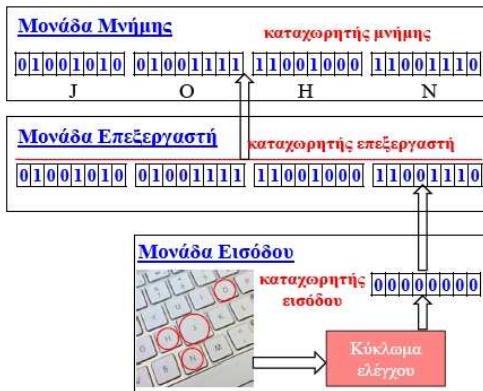 Μονάδα Μνήμης
καταχωρητής μνήμης
01001010 01001111 11001000 11001110
J O H N
Μονάδα Επεξεργαστή
καταχωρητής επεξεργαστή
01001010 01001111 11001000 11001110
Μονάδα Εισόδου
καταχωρητής
εισόδου
00000000
O
H J
N
Κύκλωμα
ελέγχου